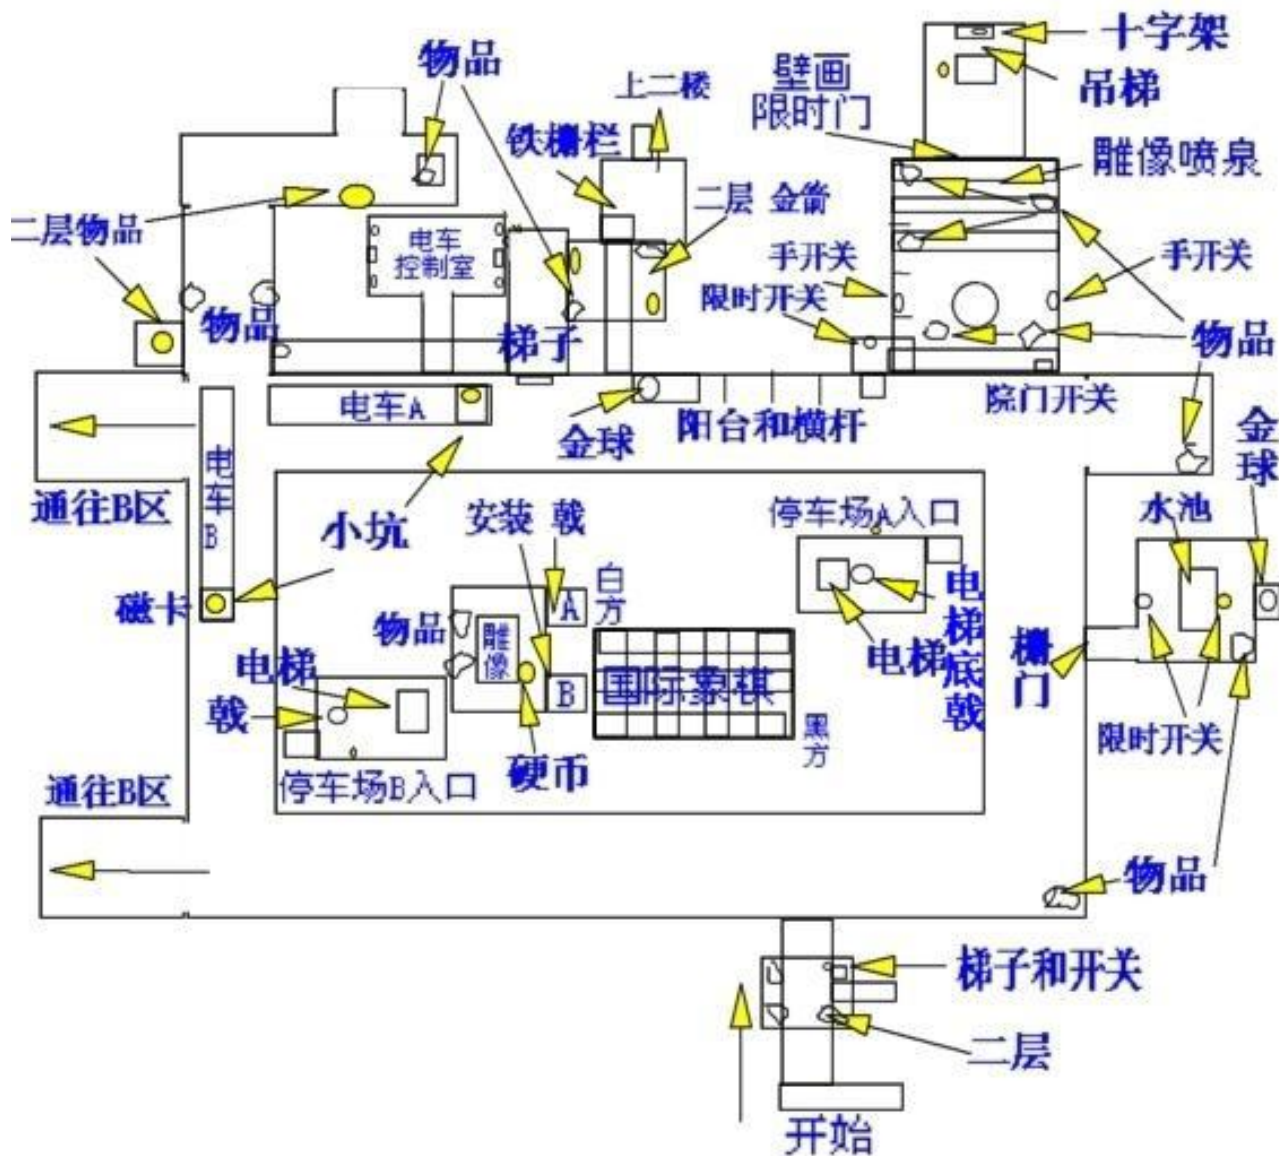 物品
十字架
上二楼
壁画
限时门
吊梯
铁栅栏
雕像喷泉
二层物品
电车
控制室
二层 金箭
手开关
手开关
限时开关
物品
梯子
物品
电车A
金球
阳台和横杆
院门开关
金
球
通往B区
电
车
B
小坑
安装 戟
停车场A入口
水池
磁卡
物品
雕
像
A
白
方
电梯
电
梯
底
戟
栅
门
电梯
戟
B
国际象棋
限时开关
硬币
黑
方
停车场B入口
通往B区
物品
梯子和开关
二层
开始